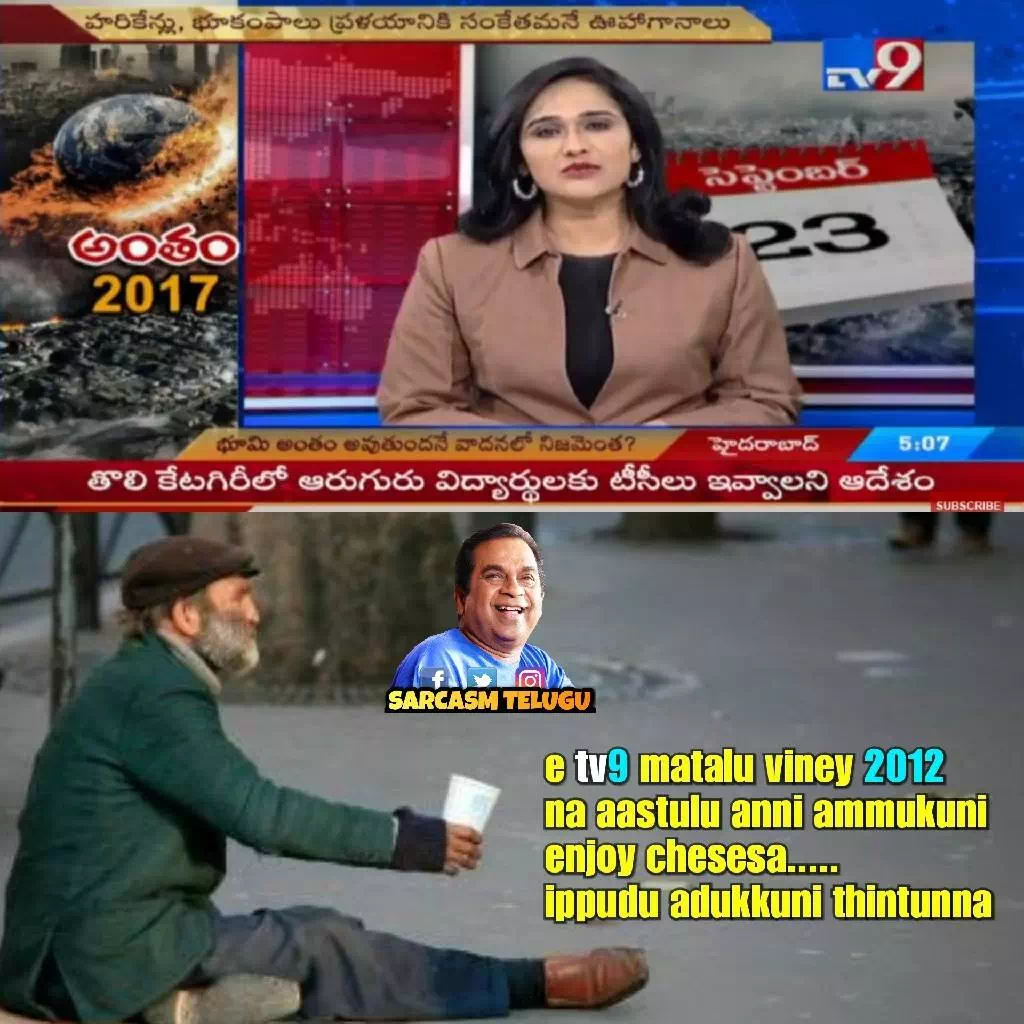 హరికేన్లు, భూకంపాలు ప్రళయానికి సంకేతమనే ఊహాగానాలు
tv9
సెప్టెంబర్
23
అంతం
2017
భూమి అంతం అవుతుందనే వాదనలో నిజమెంత?
హైదరాబాద్
5:07
తొలి కేటగిరీలో ఆరుగురు విద్యార్థులకు టీసీలు ఇవ్వాలని ఆదేశం
SUBSCRIBE
f
SARCASM TELUGU
e tv9 matalu viney 2012
na aastulu anni ammukuni
enjoy chesesa.....
ippudu adukkuni thintunna